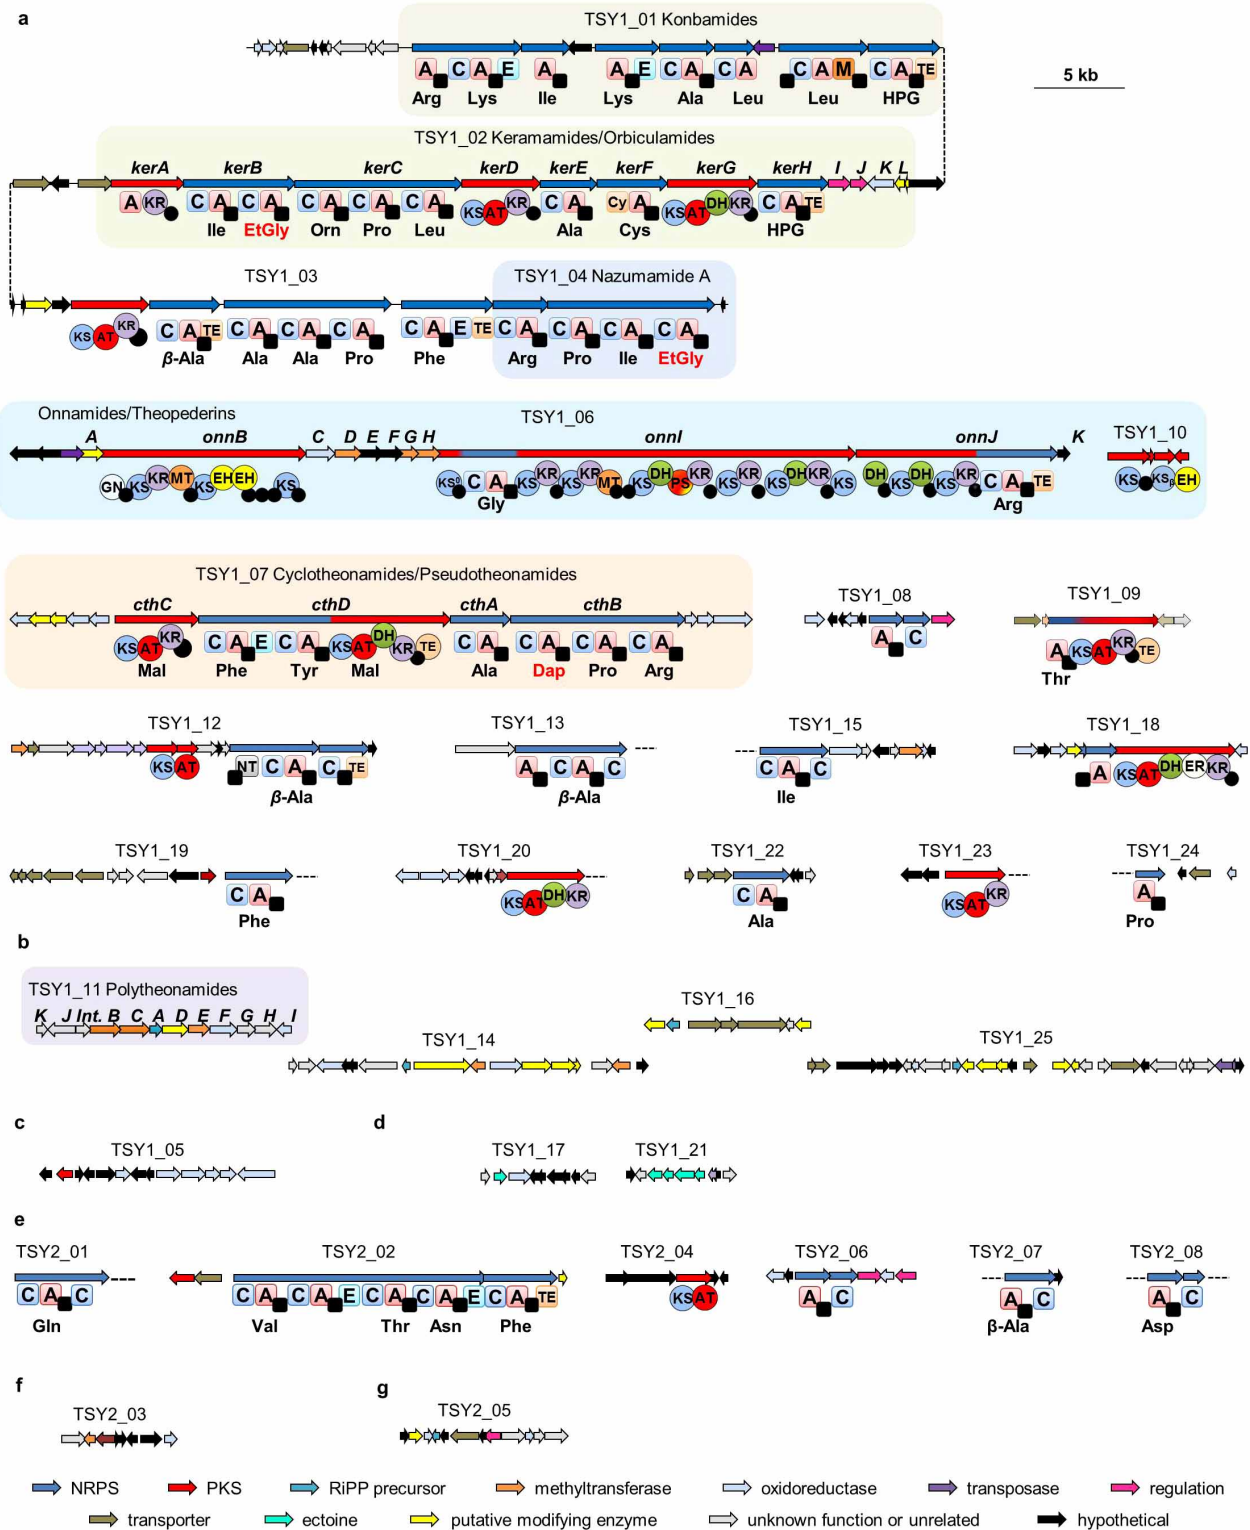 a
TSY1_01 Konbamides
5 kb
A C A E A A E C A C A C A M C A TE
Arg Lys Ile Lys Ala Leu Leu HPG
TSY1_02 Keramamides/Orbiculamides
kerA kerB kerC kerD kerE kerF kerG kerH I J K L
A KR C A C A C A C A C A KS AT KR C A Cy A KS AT DH KR C A TE
Ile EtGly Orn Pro Leu Ala Cys HPG
TSY1_03 TSY1_04 Nazumamide A
KS AT KR C A TE C A C A C A C A E TE C A C A C A C A
β-Ala Ala Ala Pro Phe Arg Pro Ile EtGly
Onnamides/Theopederins TSY1_06
A onnB C D E F G H onnI onnJ K TSY1_10
GN KS KR MT KS EH EH KS KS⁰ C A KS KR KS KR MT KS DH PS KR KS KR KS DH KR KS DH KS DH KS KR C A TE KS KSβ EH
Gly Arg
TSY1_07 Cyclotheonamides/Pseudotheonamides TSY1_08 TSY1_09
cthC cthD cthA cthB
KS AT KR C A E C A KS AT DH KR TE C A C A C A C A A C A KS AT KR TE
Mal Phe Tyr Mal Ala Dap Pro Arg Thr
TSY1_12 TSY1_13 TSY1_15 TSY1_18
KS AT NT C A C TE A C A C C A C A KS AT DH ER KR
β-Ala β-Ala Ile
TSY1_19 TSY1_20 TSY1_22 TSY1_23 TSY1_24
C A KS AT DH KR C A KS AT KR A
Phe Ala Pro
b
TSY1_11 Polytheonamides
K J Int. B C A D E F G H I
TSY1_16
TSY1_14 TSY1_25
c d
TSY1_05 TSY1_17 TSY1_21
e
TSY2_01 TSY2_02 TSY2_04 TSY2_06 TSY2_07 TSY2_08
C A C C A C A E C A C A E C A TE KS AT A C A C A C
Gln Val Thr Asn Phe β-Ala Asp
f g
TSY2_03 TSY2_05
NRPS PKS RiPP precursor methyltransferase oxidoreductase transposase regulation
transporter ectoine putative modifying enzyme unknown function or unrelated hypothetical